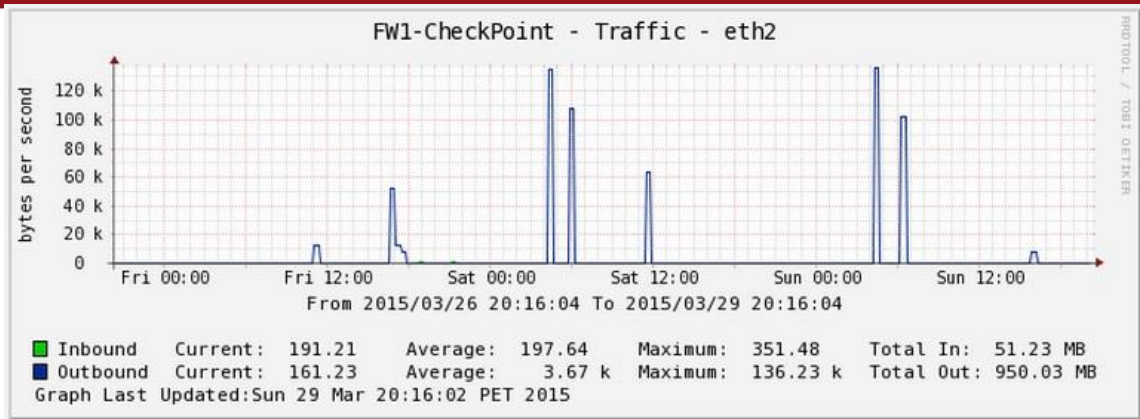 FW1-CheckPoint - Traffic - eth2
RRDTOOL / TOBI OETIKER
bytes per second
120 k
100 k
80 k
60 k
40 k
20 k
0
Fri 00:00 Fri 12:00 Sat 00:00 Sat 12:00 Sun 00:00 Sun 12:00
From 2015/03/26 20:16:04 To 2015/03/29 20:16:04
Inbound Current: 191.21 Average: 197.64 Maximum: 351.48 Total In: 51.23 MB
Outbound Current: 161.23 Average: 3.67 k Maximum: 136.23 k Total Out: 950.03 MB
Graph Last Updated:Sun 29 Mar 20:16:02 PET 2015